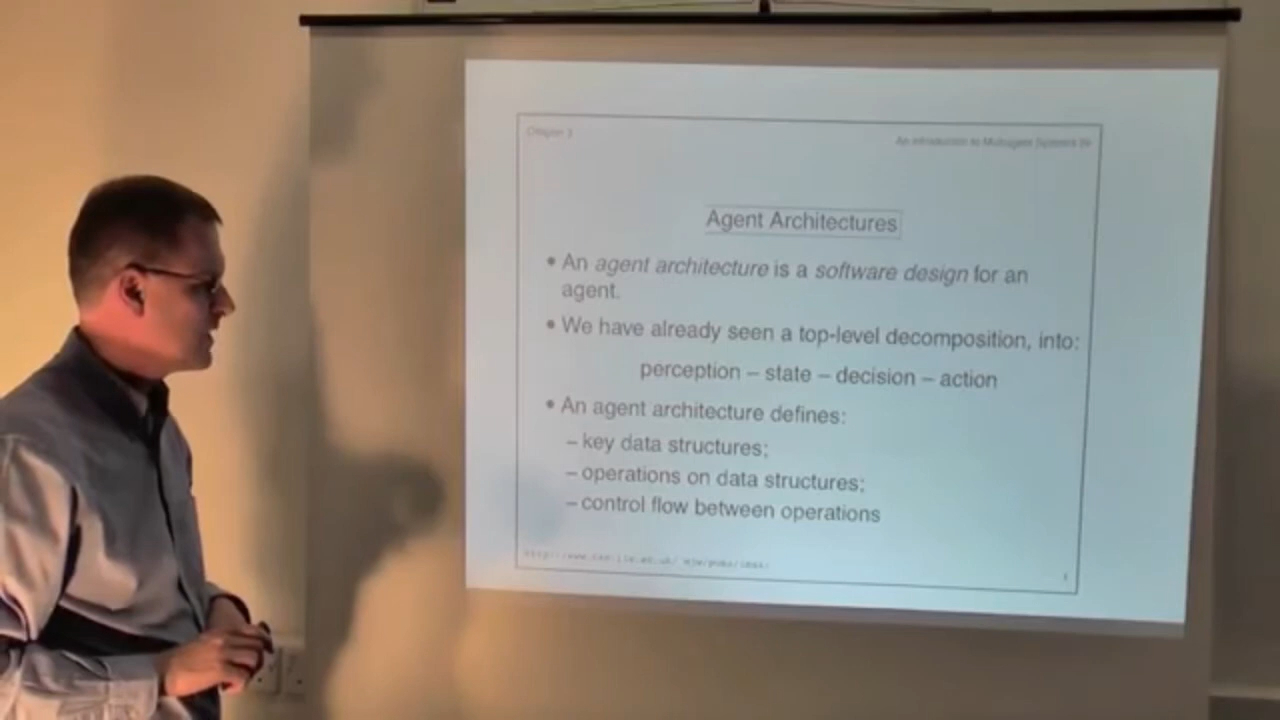 Chapter 3
An Introduction to Multiagent Systems 2e
Agent Architectures
• An agent architecture is a software design for an
agent.
• We have already seen a top-level decomposition, into:
perception – state – decision – action
• An agent architecture defines:
– key data structures;
– operations on data structures;
– control flow between operations
1